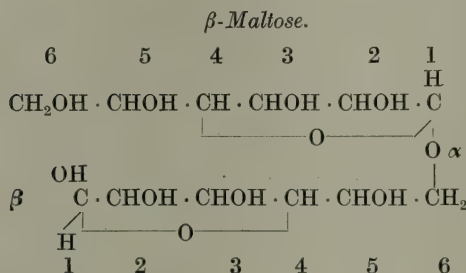 β-Maltose.
6 5 4 3 2 1
H
CH₂OH . CHOH . CH . CHOH . CHOH . C
O
O α
OH
β C . CHOH . CHOH . CH . CHOH . CH₂
O
H
1 2 3 4 5 6